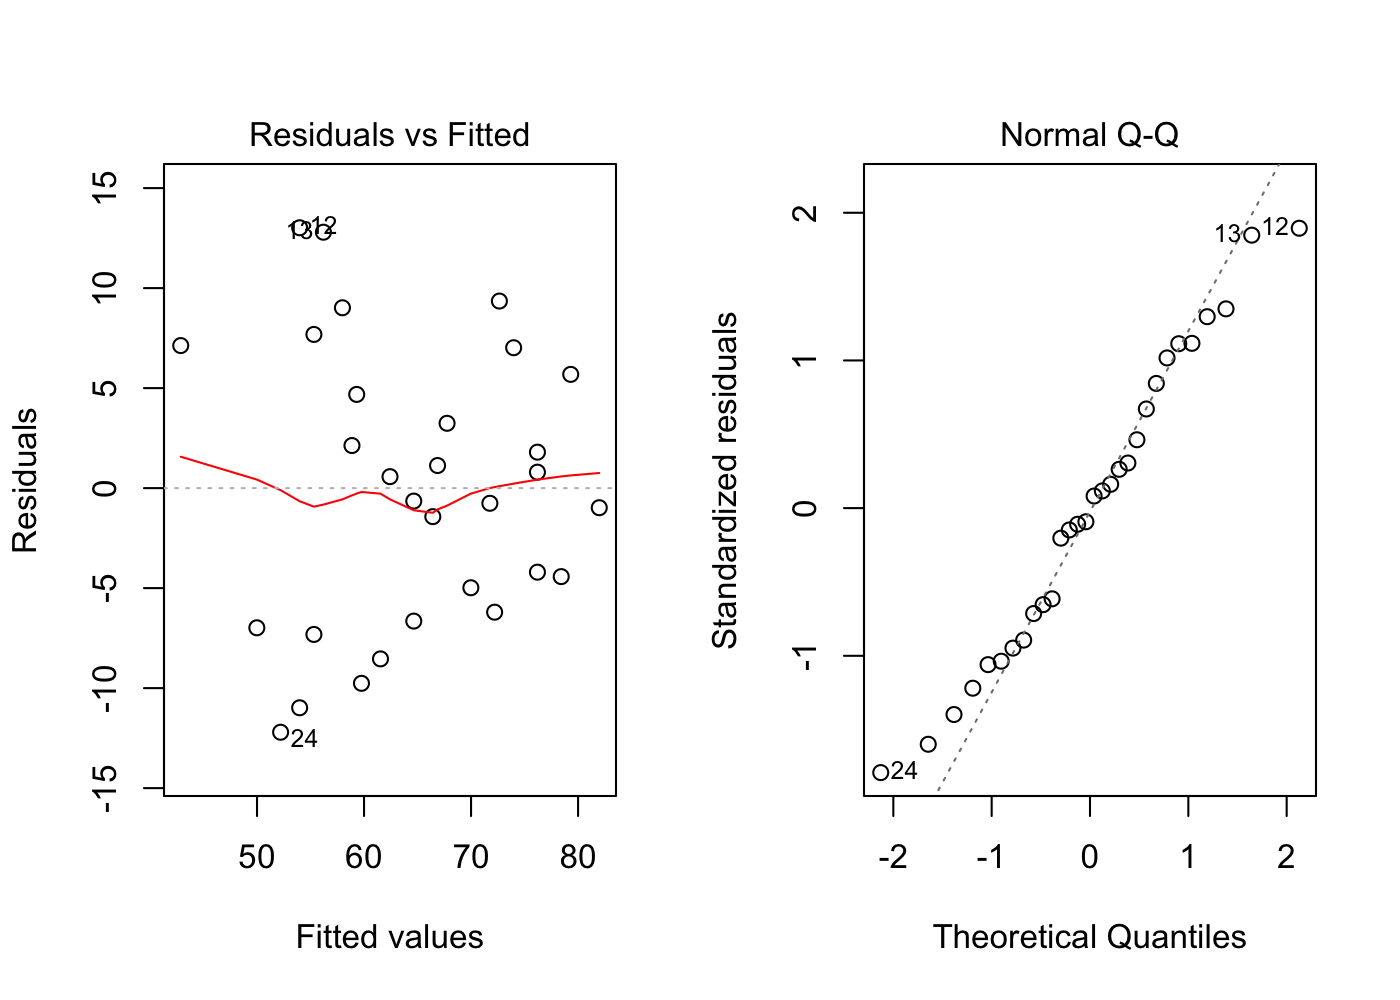 Residuals vs Fitted
Residuals
15
10
5
0
-5
-10
-15
13
12
24
50 60 70 80
Fitted values
Normal Q-Q
Standardized residuals
2
1
0
-1
13
12
24
-2 -1 0 1 2
Theoretical Quantiles